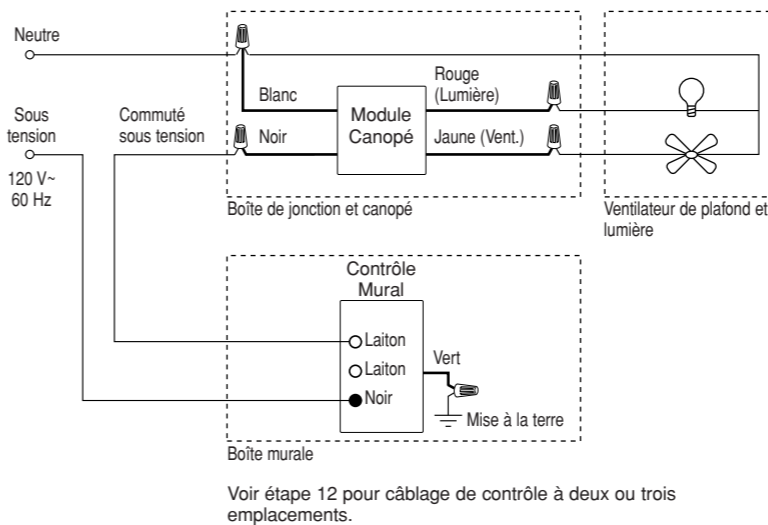 Neutre
Sous
tension
120 V~
60 Hz
Commuté
sous tension
Blanc
Noir
Module
Canopé
Rouge
(Lumière)
Jaune (Vent.)
Boîte de jonction et canopé
Ventilateur de plafond et
lumière
Contrôle
Mural
Laiton
Laiton
Noir
Vert
Mise à la terre
Boîte murale
Voir étape 12 pour câblage de contrôle à deux ou trois
emplacements.